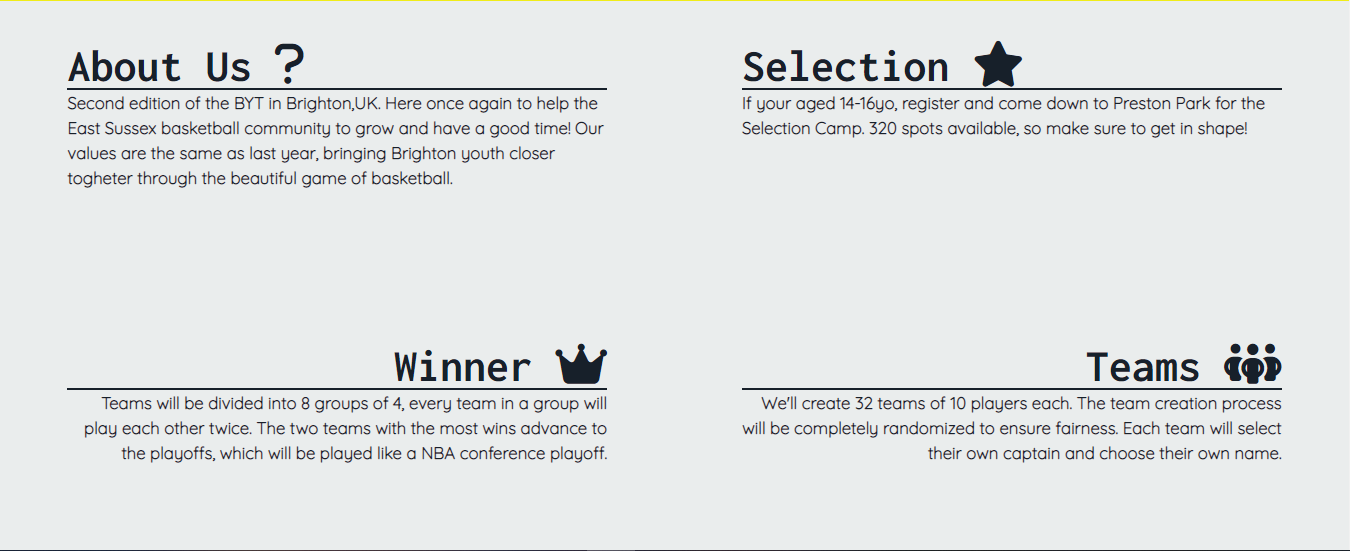 About Us ?
Second edition of the BYT in Brighton,UK. Here once again to help the
East Sussex basketball community to grow and have a good time! Our
values are the same as last year, bringing Brighton youth closer
togheter through the beautiful game of basketball.
Selection
If your aged 14-16yo, register and come down to Preston Park for the
Selection Camp. 320 spots available, so make sure to get in shape!
Winner
Teams will be divided into 8 groups of 4, every team in a group will
play each other twice. The two teams with the most wins advance to
the playoffs, which will be played like a NBA conference playoff.
Teams
We'll create 32 teams of 10 players each. The team creation process
will be completely randomized to ensure fairness. Each team will select
their own captain and choose their own name.